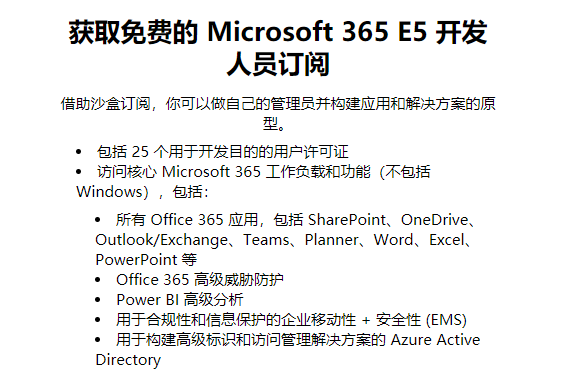 获取免费的 Microsoft 365 E5 开发
人员订阅
借助沙盒订阅，你可以做自己的管理员并构建应用和解决方案的原
型。
• 包括 25 个用于开发目的的用户许可证
• 访问核心 Microsoft 365 工作负载和功能（不包括
Windows），包括：
• 所有 Office 365 应用，包括 SharePoint、OneDrive、
Outlook/Exchange、Teams、Planner、Word、Excel、
PowerPoint 等
• Office 365 高级威胁防护
• Power BI 高级分析
• 用于合规性和信息保护的企业移动性 + 安全性 (EMS)
• 用于构建高级标识和访问管理解决方案的 Azure Active
Directory